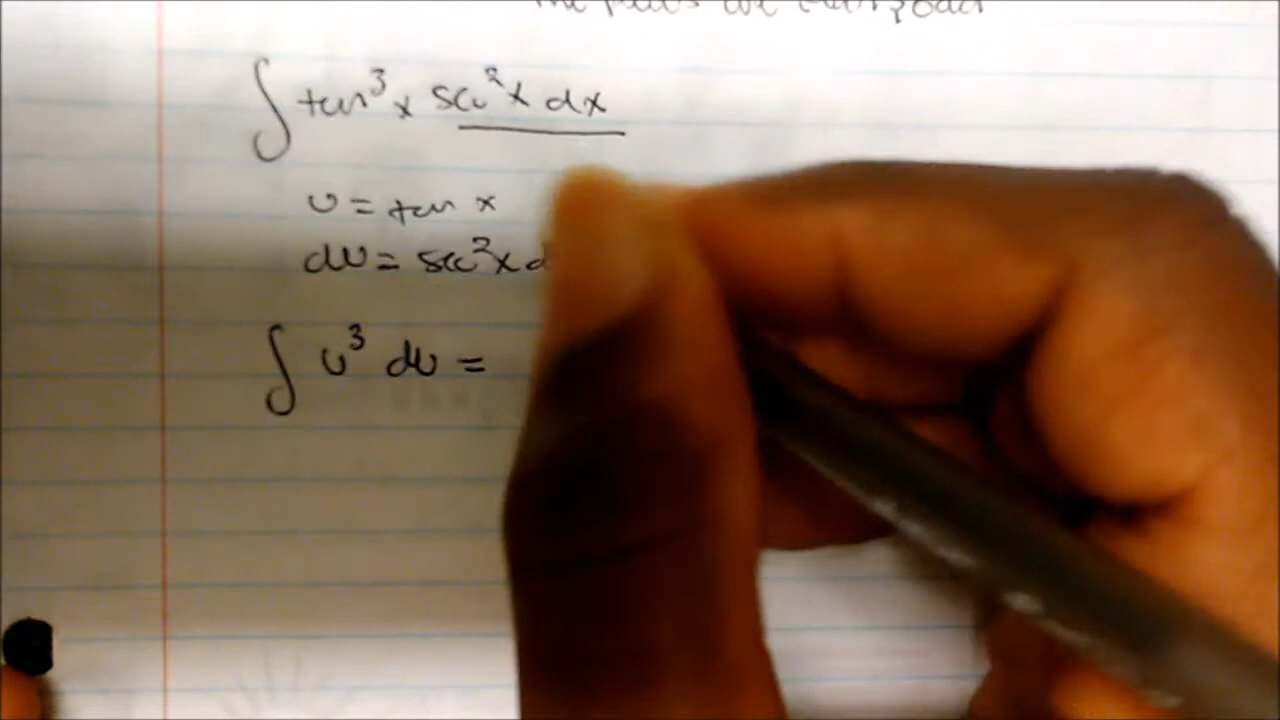 ∫ tan³x sec²x dx
u = tan x
du = sec²x d
∫ u³ du =